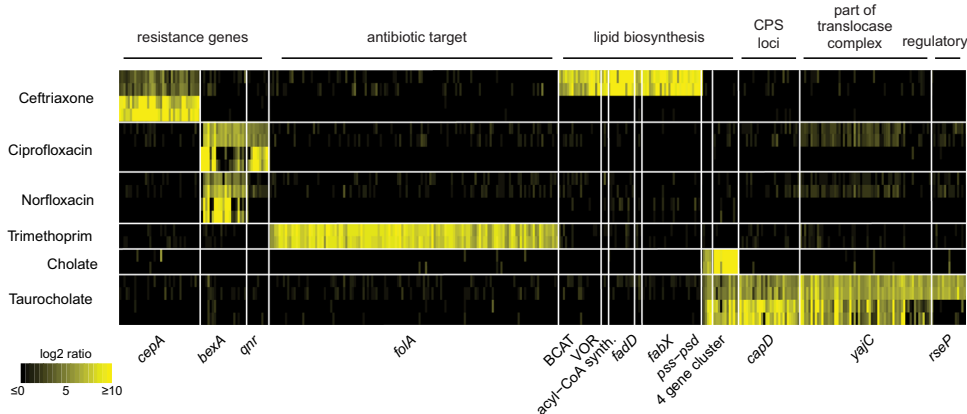 resistance genes
antibiotic target
lipid biosynthesis
CPS
loci
part of
translocase
complex
regulatory
Ceftriaxone
Ciprofloxacin
Norfloxacin
Trimethoprim
Cholate
Taurocholate
cepA
bexA
qnr
folA
BCAT
VOR
acyl−CoA synth.
fadD
fabX
pss−psd
4 gene cluster
capD
yajC
rseP
log2 ratio
≤0
5
≥10